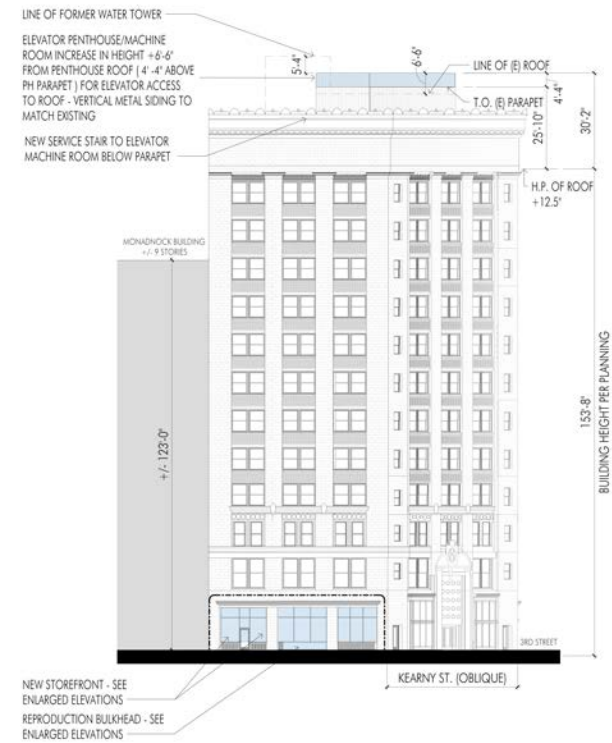 LINE OF FORMER WATER TOWER
ELEVATOR PENTHOUSE/MACHINE
ROOM INCREASE IN HEIGHT +6'-6"
FROM PENTHOUSE ROOF ( 4' -4" ABOVE
PH PARAPET ) FOR ELEVATOR ACCESS
TO ROOF - VERTICAL METAL SIDING TO
MATCH EXISTING
NEW SERVICE STAIR TO ELEVATOR
MACHINE ROOM BELOW PARAPET
5'-4"
6'-6"
LINE OF (E) ROOF
T.O. (E) PARAPET
4'-4"
25'-10"
30'-2"
H.P. OF ROOF
+12.5"
MONADNOCK BUILDING
+/- 9 STORIES
+/- 123'-0"
153'-8"
BUILDING HEIGHT PER PLANNING
3RD STREET
KEARNY ST. (OBLIQUE)
NEW STOREFRONT - SEE
ENLARGED ELEVATIONS
REPRODUCTION BULKHEAD - SEE
ENLARGED ELEVATIONS